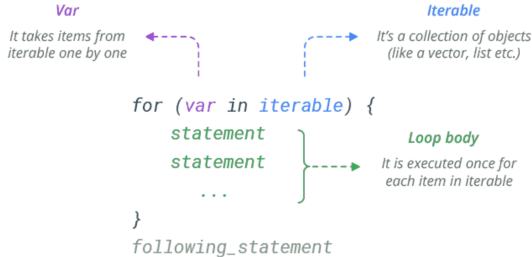 Var
It takes items from
iterable one by one
Iterable
It's a collection of objects
(like a vector, list etc.)
for (var in iterable) {
statement
statement
...
}
following_statement
Loop body
It is executed once for
each item in iterable